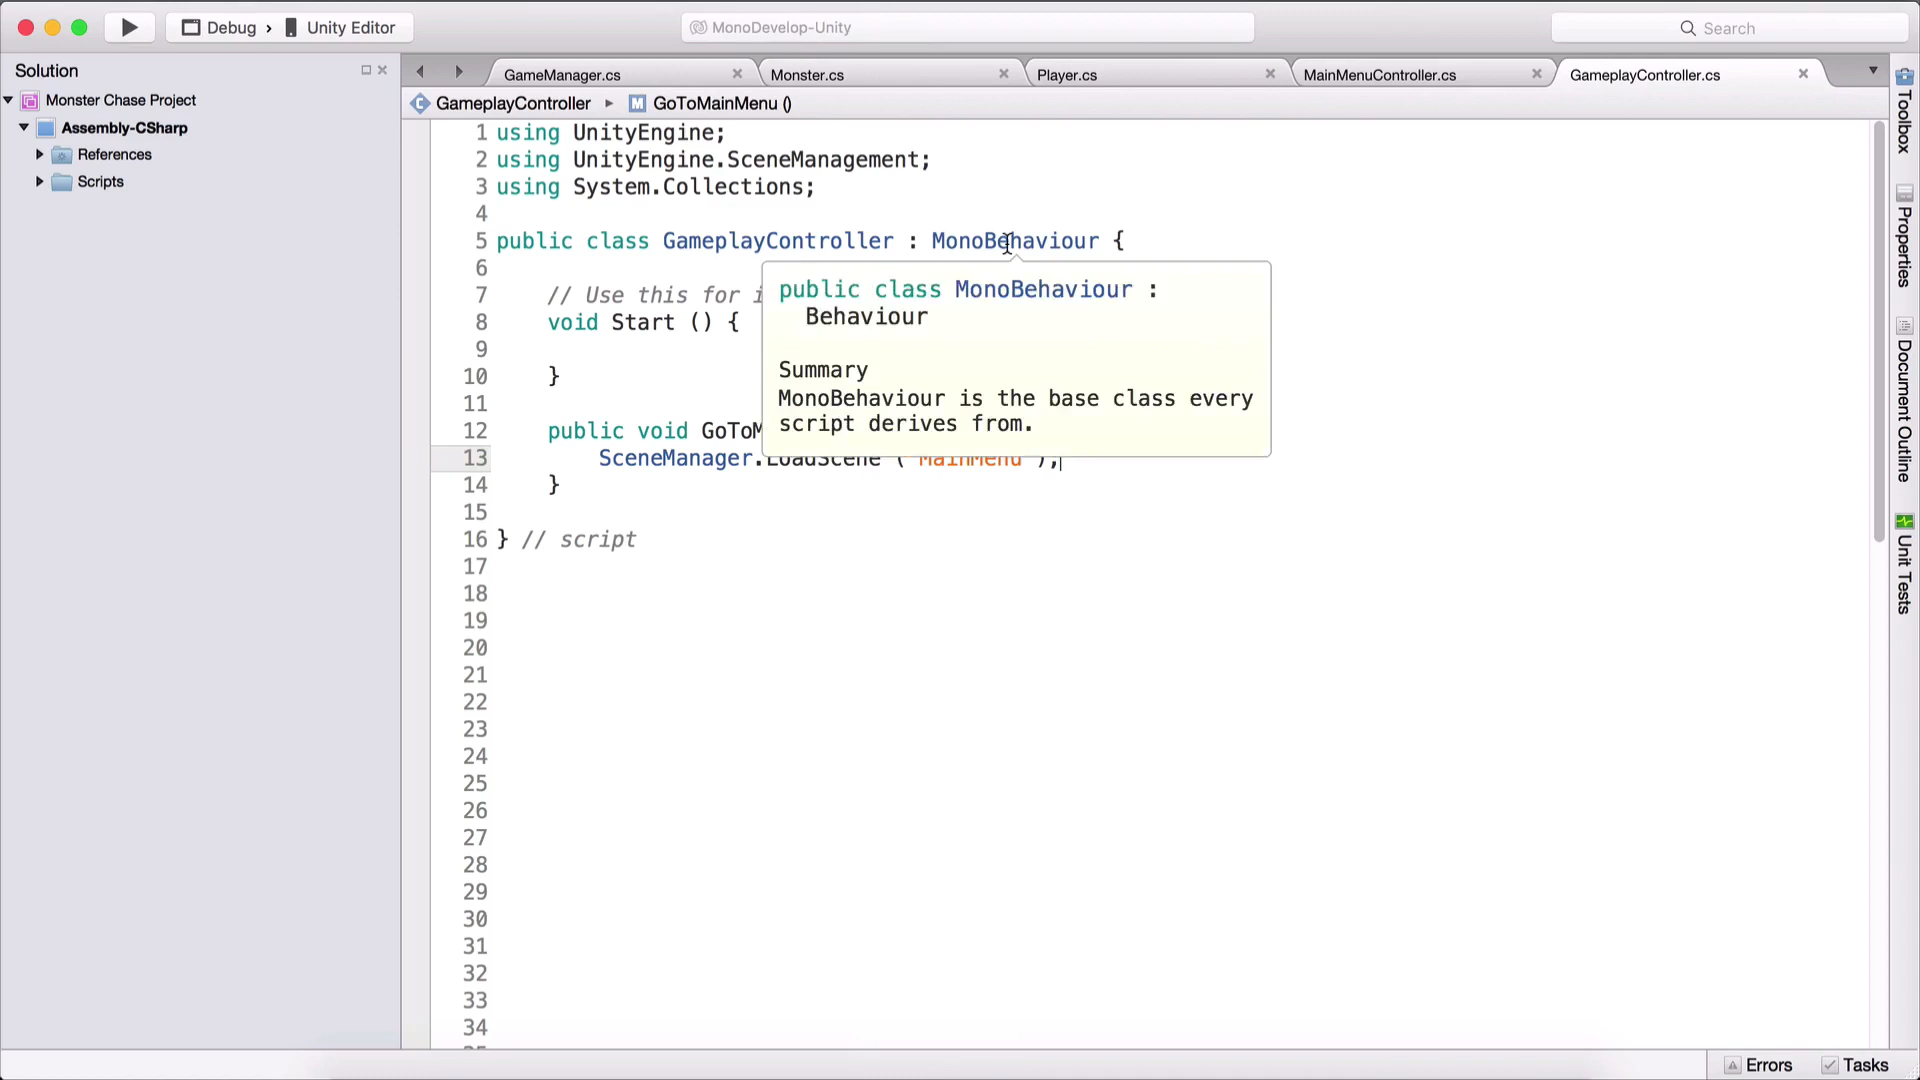 Debug › Unity Editor
MonoDevelop-Unity
Search
Solution
GameManager.cs
Monster.cs
Player.cs
MainMenuController.cs
GameplayController.cs
Monster Chase Project
Assembly-CSharp
References
Scripts
GameplayController
M GoToMainMenu ()
1 using UnityEngine;
2 using UnityEngine.SceneManagement;
3 using System.Collections;
4
5 public class GameplayController : MonoBehaviour {
6
7 // Use this for i
8 void Start () {
9
10 }
11
12 public void GoToM
13 SceneManager.LoadScene ( MainMenu );
14 }
15
16 } // script
17
18
19
20
21
22
23
24
25
26
27
28
29
30
31
32
33
34
public class MonoBehaviour :
Behaviour
Summary
MonoBehaviour is the base class every
script derives from.
Toolbox
Properties
Document Outline
Unit Tests
Errors
Tasks